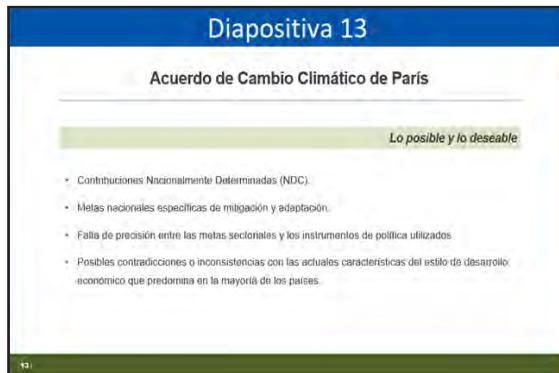 Diapositiva 13
Acuerdo de Cambio Climático de París
Lo posible y lo deseable
• Contribuciones Nacionalmente Determinadas (NDC).
• Metas nacionales específicas de mitigación y adaptación.
• Falta de precisión entre las metas sectoriales y los instrumentos de política utilizados.
• Posibles contradicciones o inconsistencias con las actuales características del estilo de desarrollo
económico que predomina en la mayoría de los países.
13